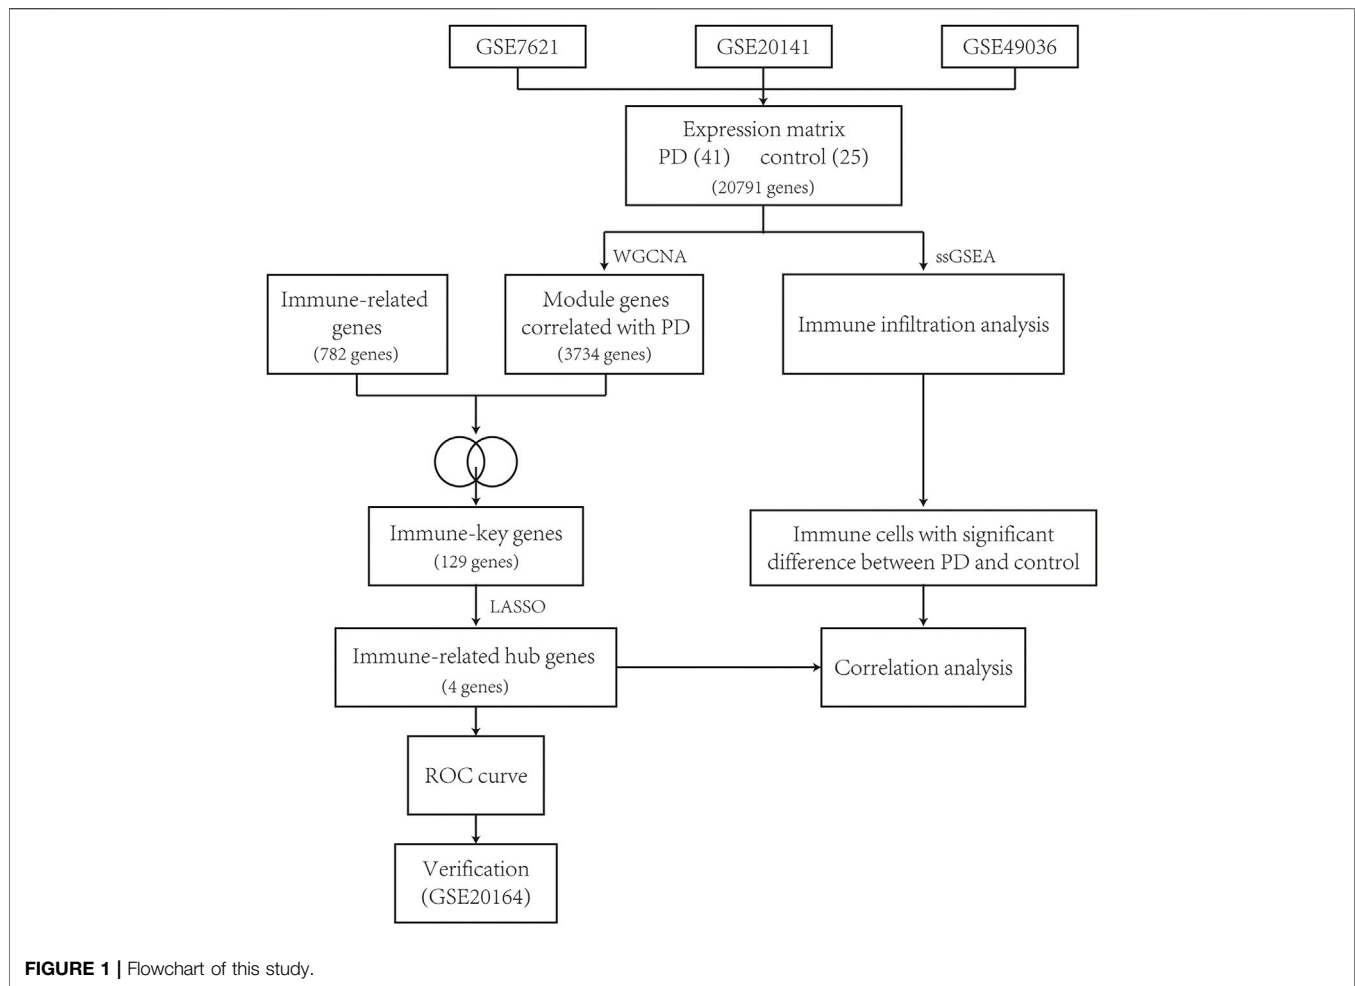 GSE7621
GSE20141
GSE49036
Expression matrix
PD (41) control (25)
(20791 genes)
WGCNA
ssGSEA
Immune-related
genes
(782 genes)
Module genes
correlated with PD
(3734 genes)
Immune infiltration analysis
Immune-key genes
(129 genes)
Immune cells with significant
difference between PD and control
LASSO
Immune-related hub genes
(4 genes)
Correlation analysis
ROC curve
Verification
(GSE20164)
FIGURE 1 | Flowchart of this study.